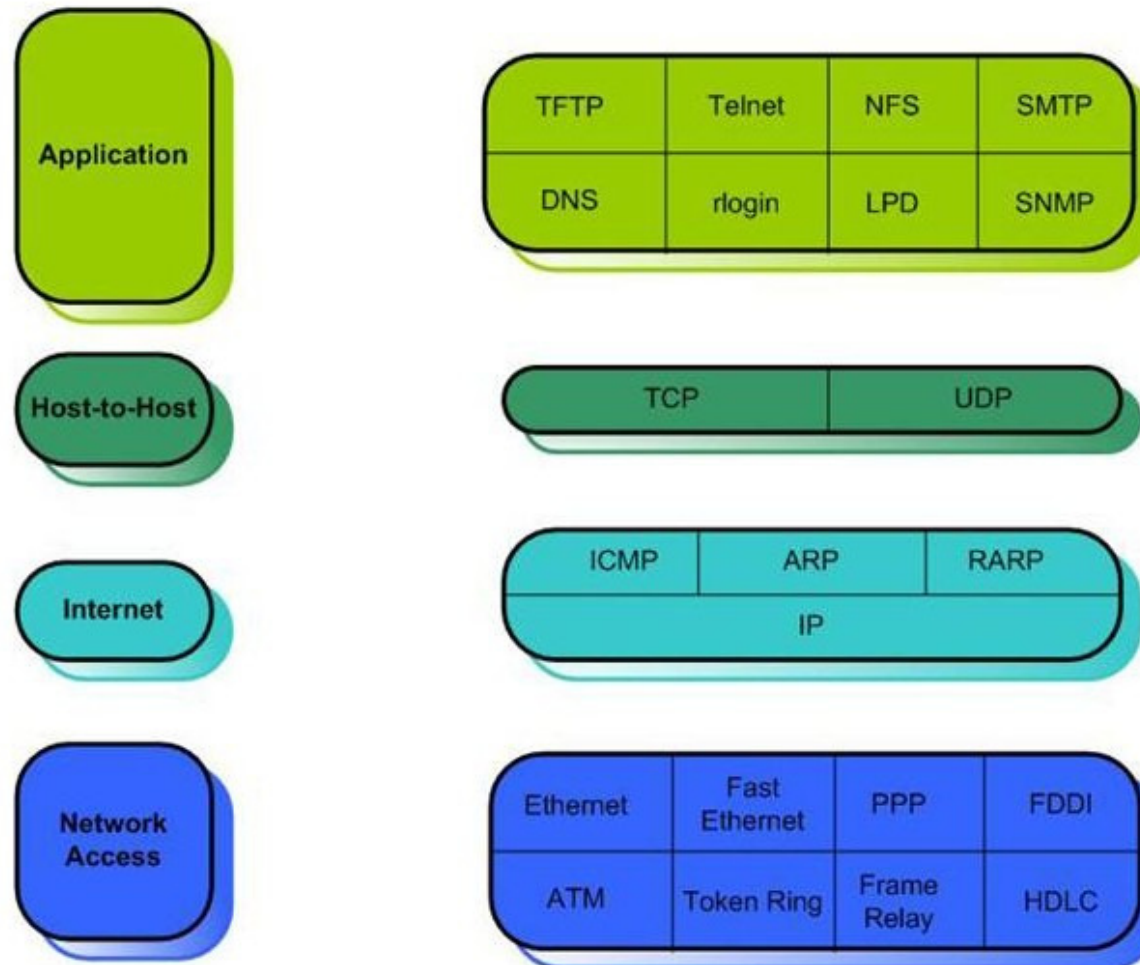 Application
TFTP Telnet NFS SMTP
DNS rlogin LPD SNMP
Host-to-Host
TCP UDP
Internet
ICMP ARP RARP
IP
Network
Access
Ethernet
Fast
Ethernet
PPP
FDDI
ATM
Token Ring
Frame
Relay
HDLC